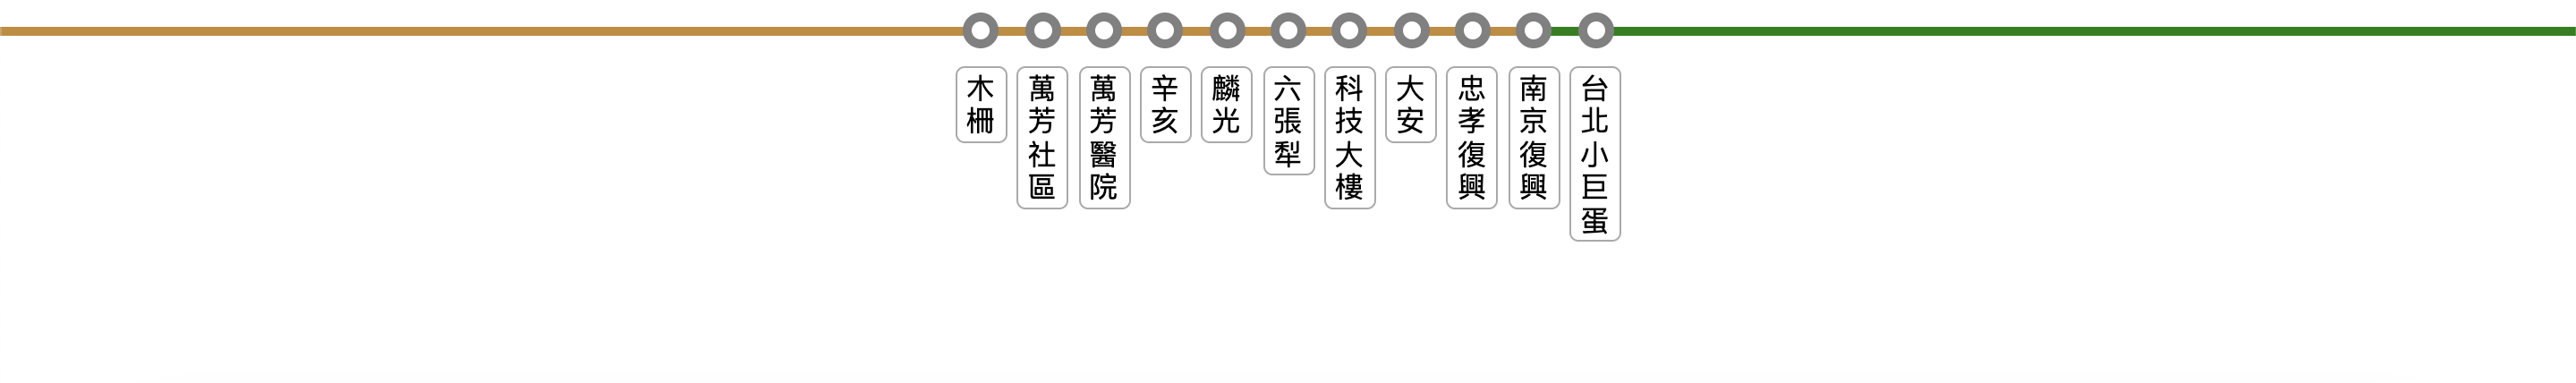 木柵
萬芳社區
萬芳醫院
辛亥
麟光
六張犁
科技大樓
大安
忠孝復興
南京復興
台北小巨蛋